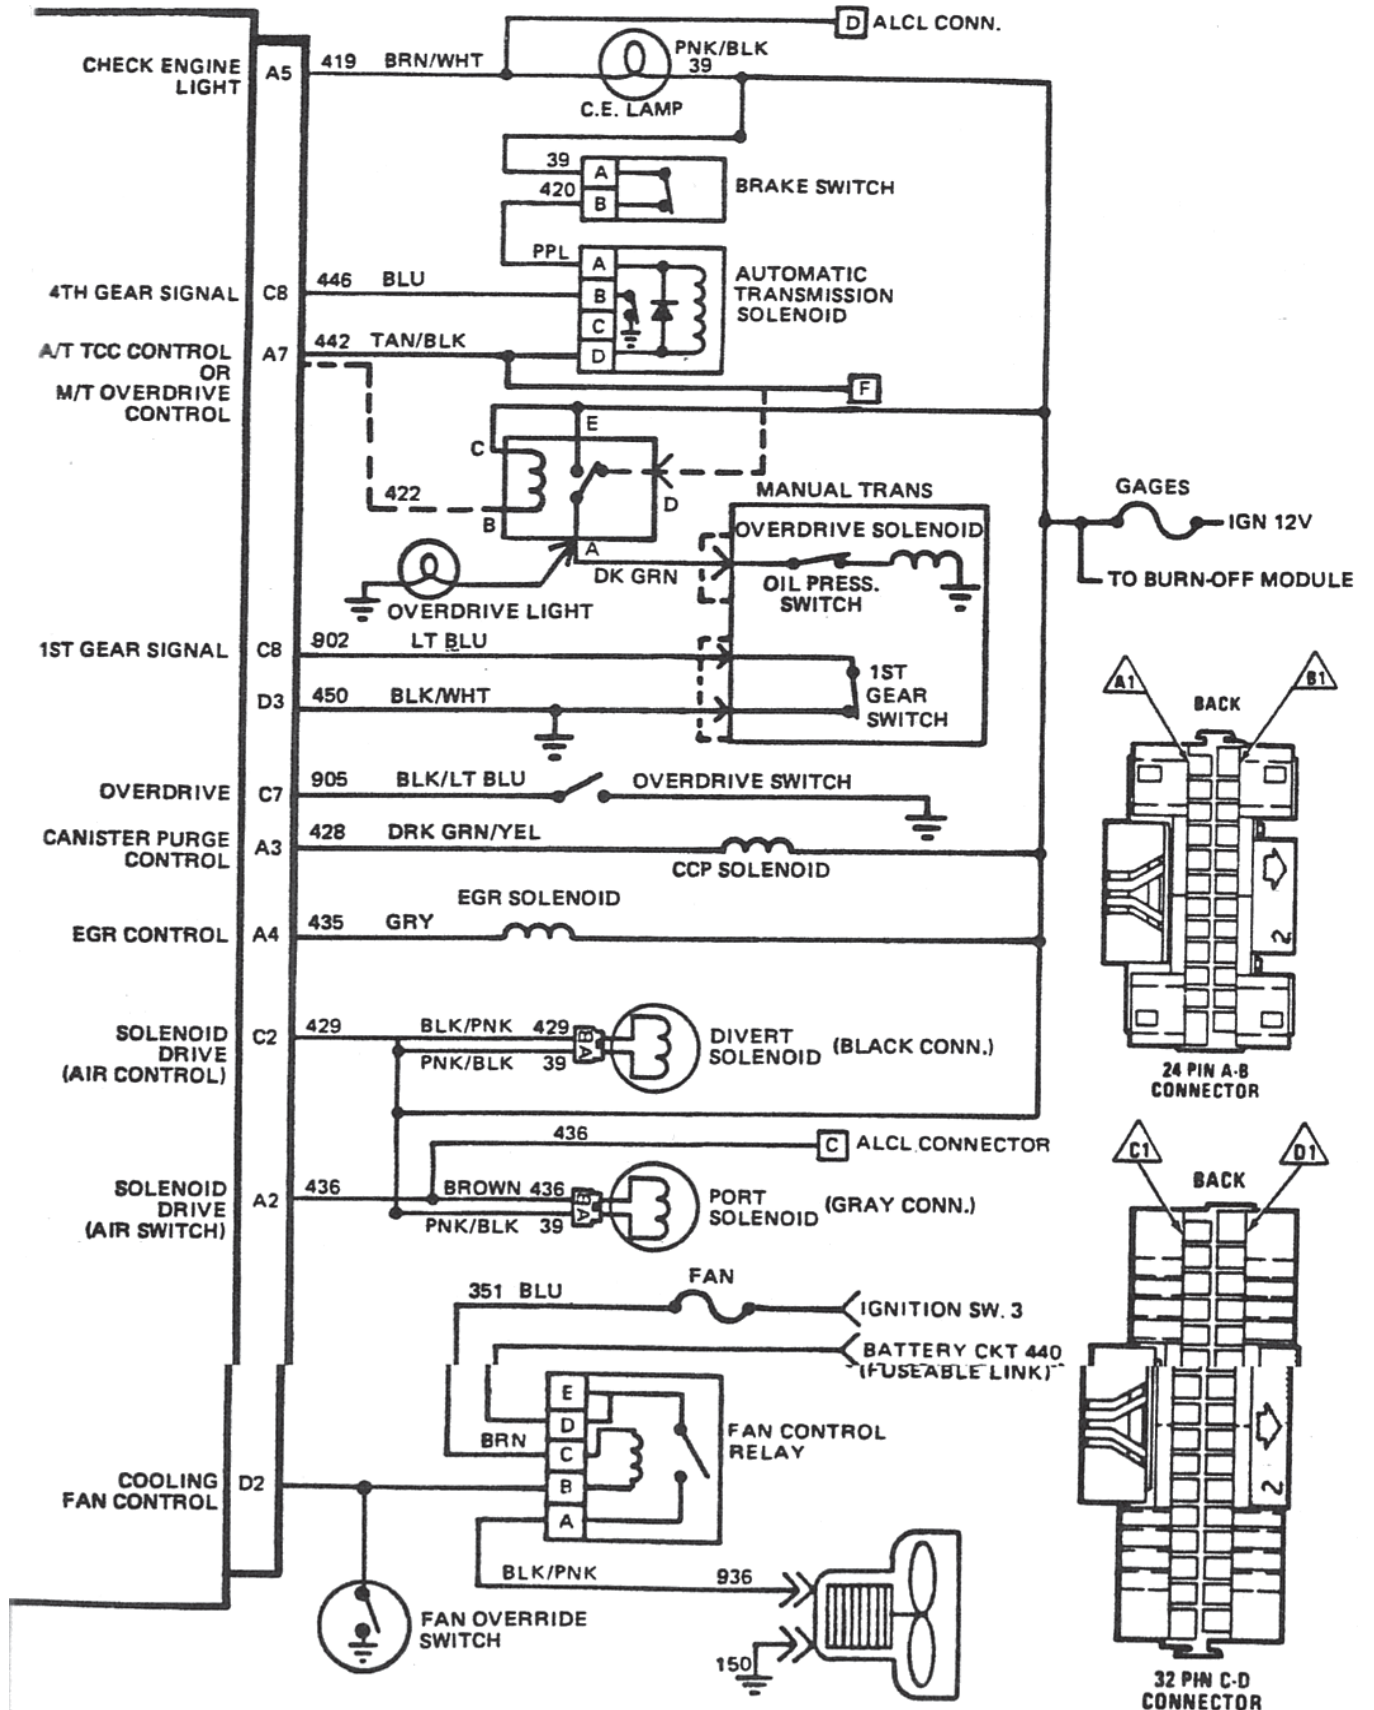 D ALCL CONN.
CHECK ENGINE
LIGHT
A5
419 BRN/WHT
PNK/BLK
39
C.E. LAMP
39
420
A
B
BRAKE SWITCH
PPL
A
B
C
D
AUTOMATIC
TRANSMISSION
SOLENOID
4TH GEAR SIGNAL
C8
446 BLU
A/T TCC CONTROL
OR
M/T OVERDRIVE
CONTROL
A7
442 TAN/BLK
F
E
C
422
B
D
A
MANUAL TRANS
OVERDRIVE SOLENOID
DK GRN
OIL PRESS.
SWITCH
GAGES
IGN 12V
TO BURN-OFF MODULE
OVERDRIVE LIGHT
1ST GEAR SIGNAL
C8
902 LT BLU
1ST
GEAR
SWITCH
D3
450 BLK/WHT
OVERDRIVE
C7
905 BLK/LT BLU
OVERDRIVE SWITCH
CANISTER PURGE
CONTROL
A3
428 DRK GRN/YEL
CCP SOLENOID
EGR SOLENOID
EGR CONTROL
A4
435 GRY
A1
B1
BACK
2
24 PIN A-B
CONNECTOR
SOLENOID
DRIVE
(AIR CONTROL)
C2
429
BLK/PNK 429
PNK/BLK 39
B
A
DIVERT
SOLENOID
(BLACK CONN.)
436
C ALCL CONNECTOR
SOLENOID
DRIVE
(AIR SWITCH)
A2
436
BROWN 436
PNK/BLK 39
B
A
PORT
SOLENOID
(GRAY CONN.)
C1
D1
BACK
2
32 PIN C-D
CONNECTOR
351 BLU
FAN
IGNITION SW. 3
BATTERY CKT 440
(FUSEABLE LINK)
E
D
C
B
A
BRN
FAN CONTROL
RELAY
COOLING
FAN CONTROL
D2
BLK/PNK
936
FAN OVERRIDE
SWITCH
150